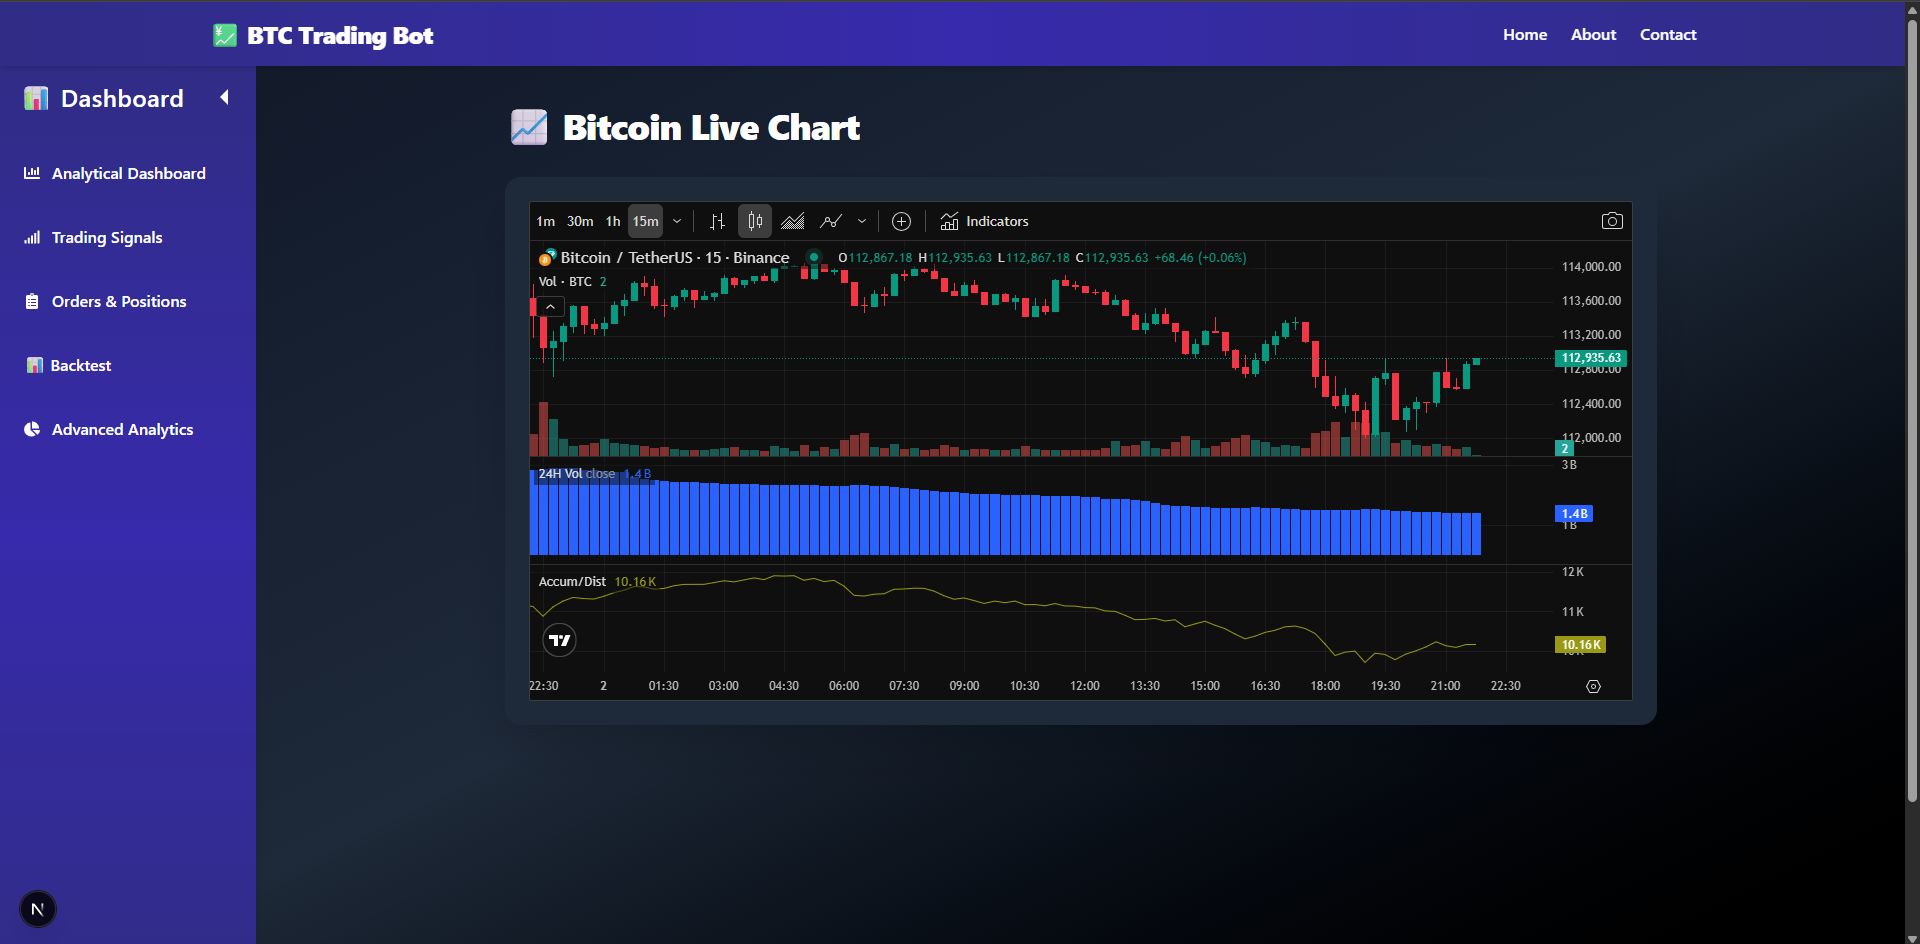 BTC Trading Bot
Home About Contact
Dashboard
Analytical Dashboard
Trading Signals
Orders & Positions
Backtest
Advanced Analytics
Bitcoin Live Chart
1m 30m 1h 15m Indicators
Bitcoin / TetherUS · 15 · Binance O112,867.18 H112,935.63 L112,867.18 C112,935.63 +68.46 (+0.06%)
Vol · BTC 2
114,000.00
113,600.00
113,200.00
112,935.63
112,800.00
112,400.00
112,000.00
2
3B
24H Vol close 1.4B
1.4B
1B
Accum/Dist 10.16K
12K
11K
10.16K
22:30 2 01:30 03:00 04:30 06:00 07:30 09:00 10:30 12:00 13:30 15:00 16:30 18:00 19:30 21:00 22:30
N